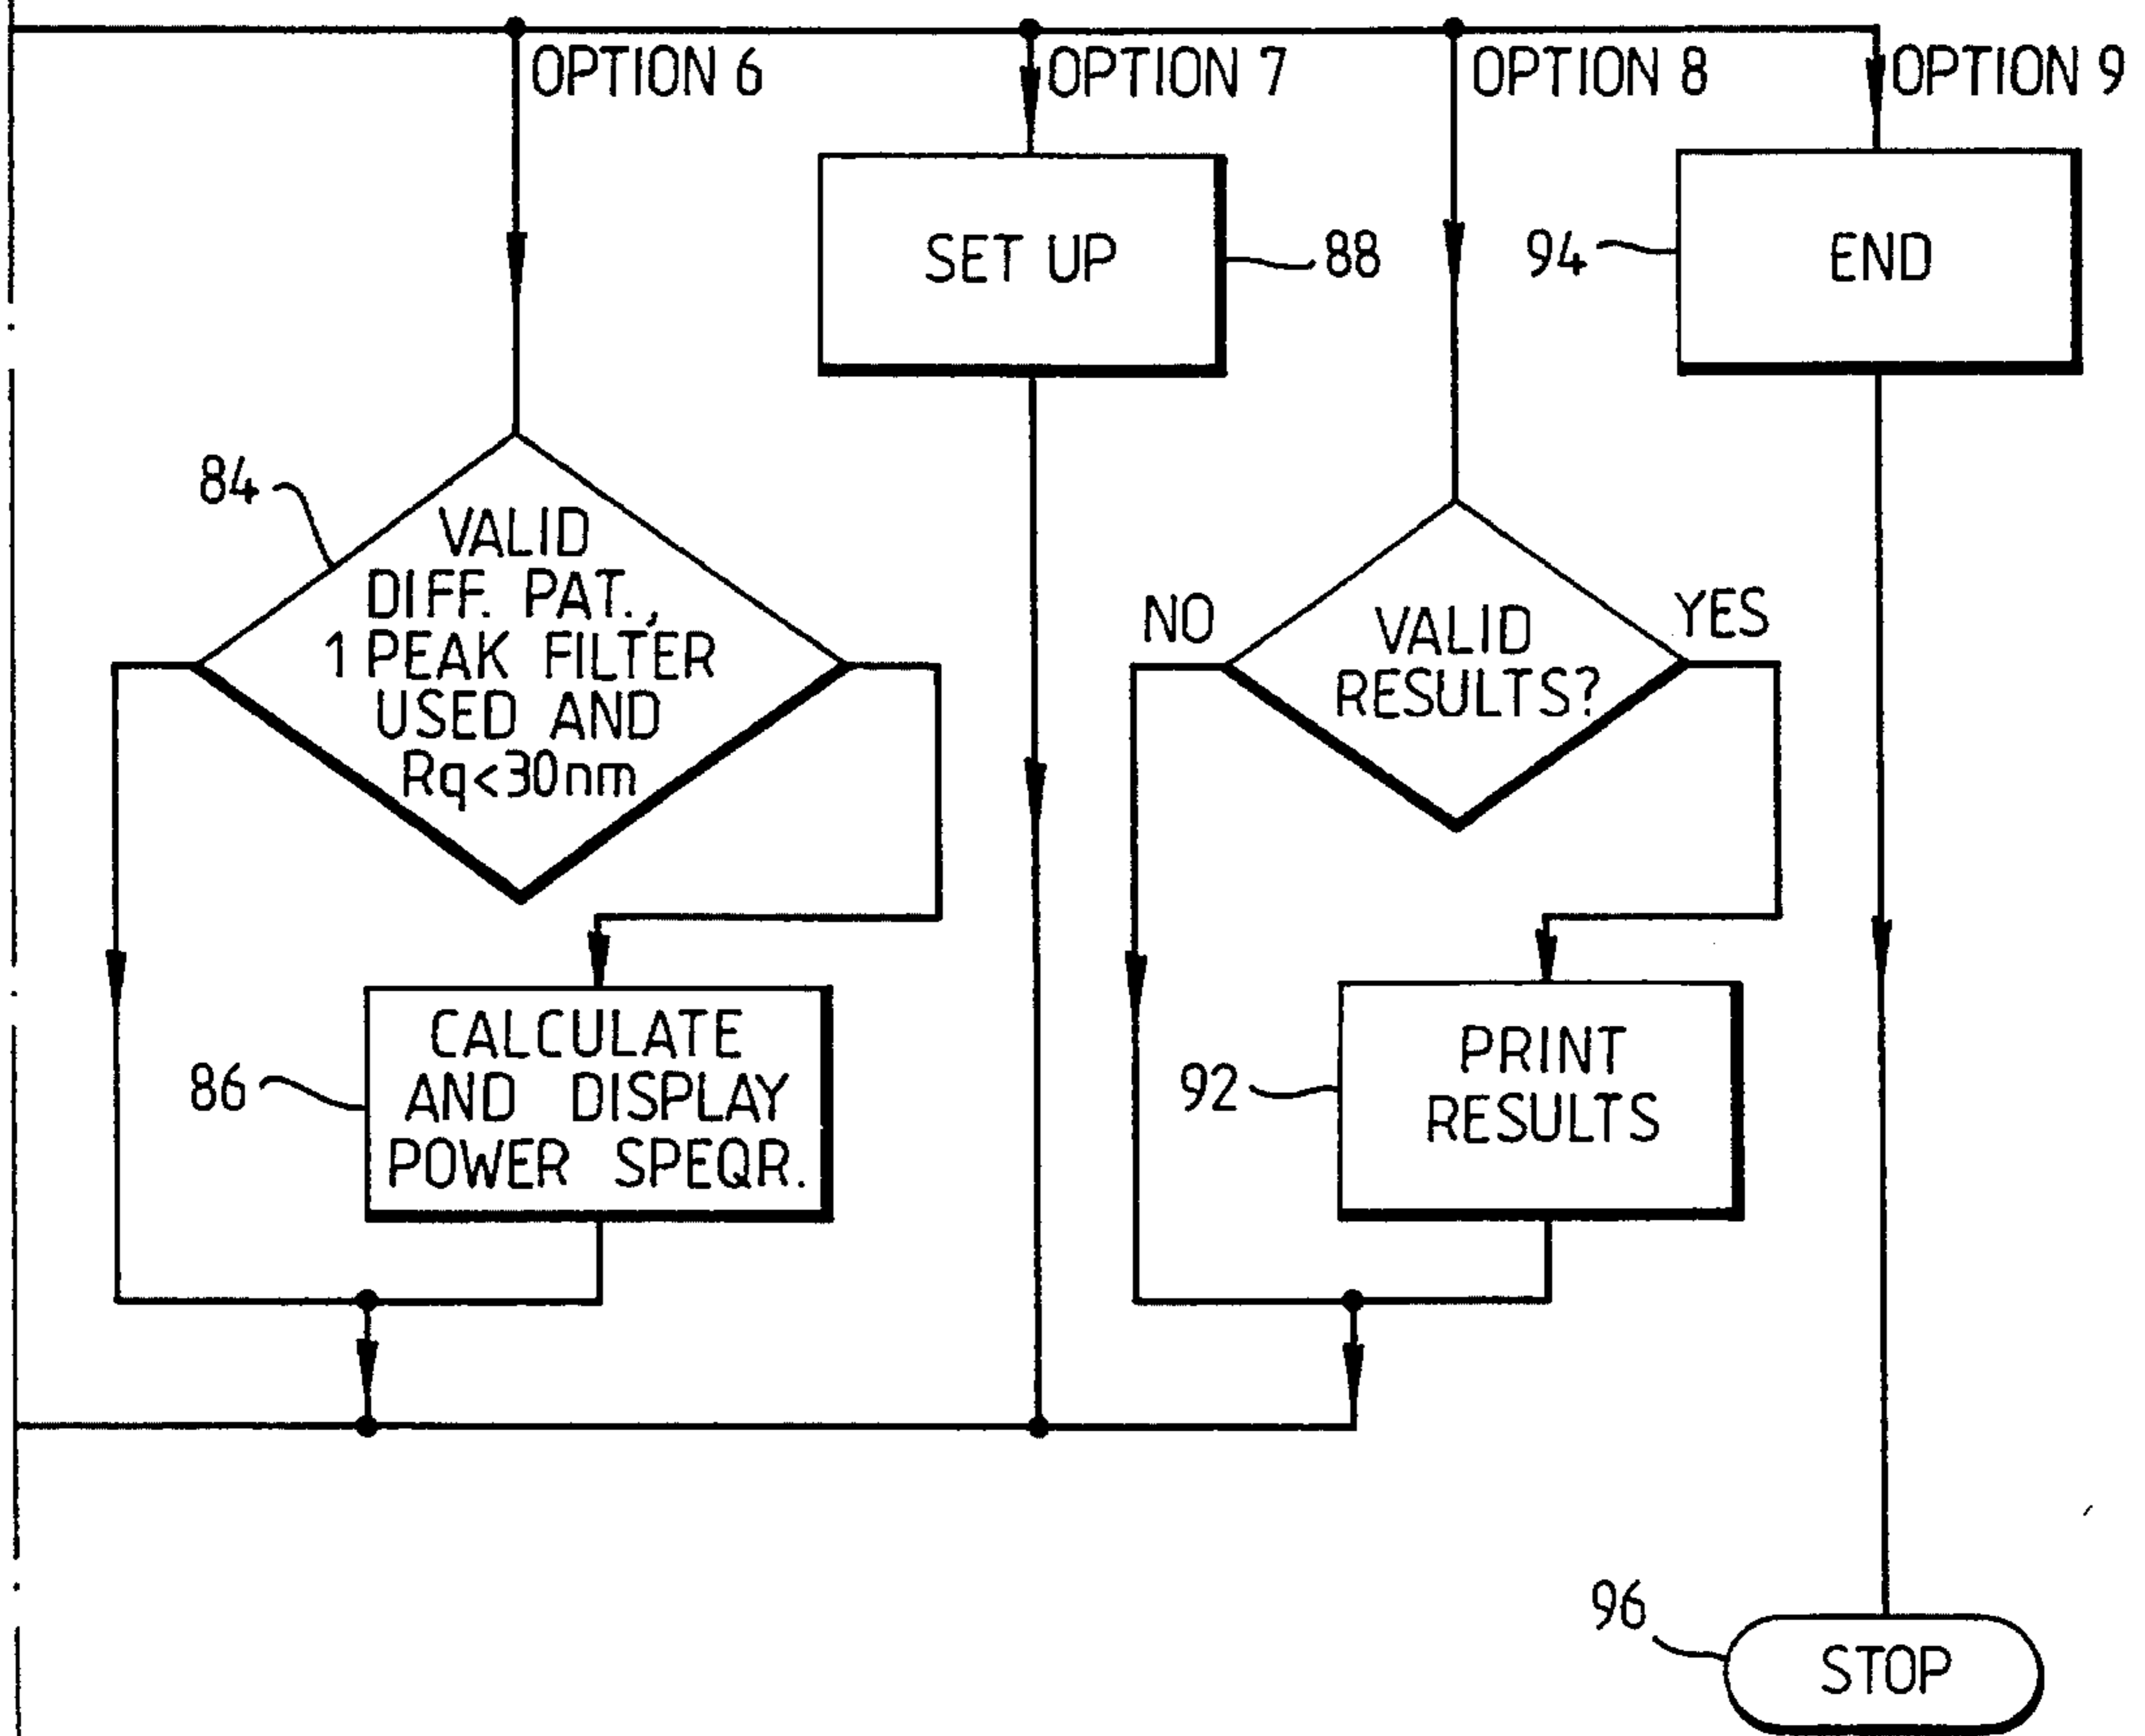 OPTION 6
OPTION 7
OPTION 8
OPTION 9
SET UP
88
94
END
84
VALID
DIFF. PAT.,
1 PEAK FILTER
USED AND
Rq<30nm
NO
VALID
RESULTS?
YES
86
CALCULATE
AND DISPLAY
POWER SPEQR.
92
PRINT
RESULTS
96
STOP